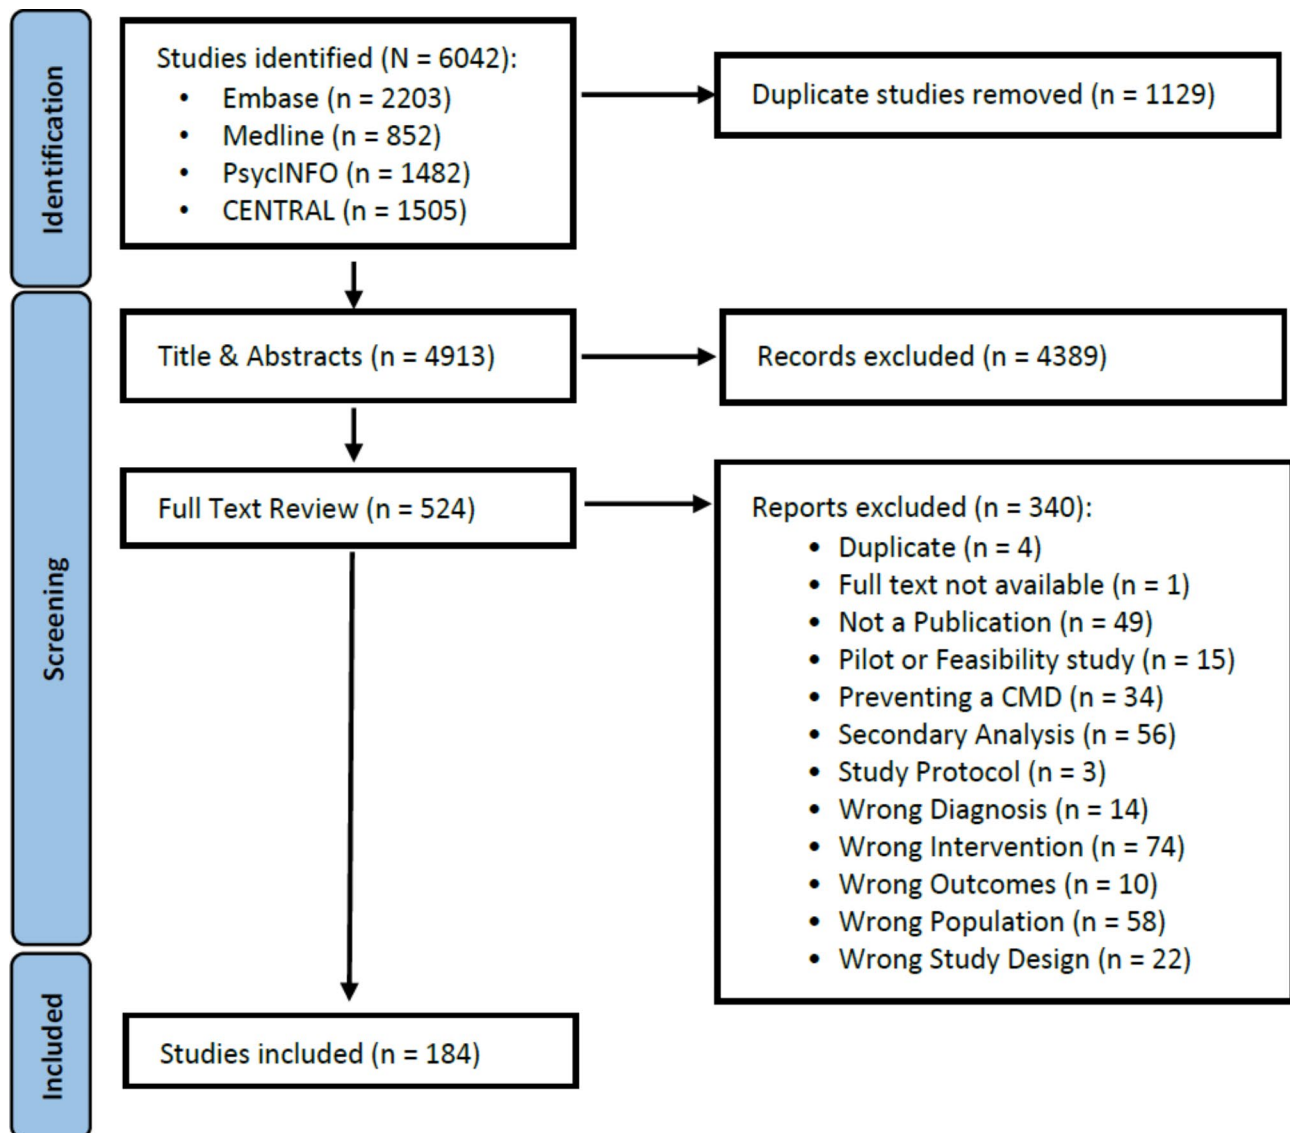 Identification
Studies identified (N = 6042):
• Embase (n = 2203)
• Medline (n = 852)
• PsycINFO (n = 1482)
• CENTRAL (n = 1505)
Duplicate studies removed (n = 1129)
Screening
Title & Abstracts (n = 4913)
Records excluded (n = 4389)
Full Text Review (n = 524)
Reports excluded (n = 340):
• Duplicate (n = 4)
• Full text not available (n = 1)
• Not a Publication (n = 49)
• Pilot or Feasibility study (n = 15)
• Preventing a CMD (n = 34)
• Secondary Analysis (n = 56)
• Study Protocol (n = 3)
• Wrong Diagnosis (n = 14)
• Wrong Intervention (n = 74)
• Wrong Outcomes (n = 10)
• Wrong Population (n = 58)
• Wrong Study Design (n = 22)
Included
Studies included (n = 184)